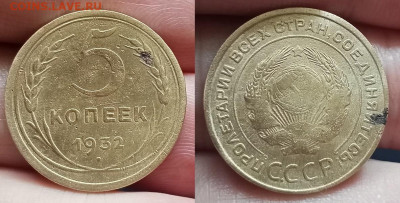 5
КОПЕЕК
1932
ПРОЛЕТАРИИ ВСЕХ СТРАН, СОЕДИНЯЙТЕСЬ!
СССР